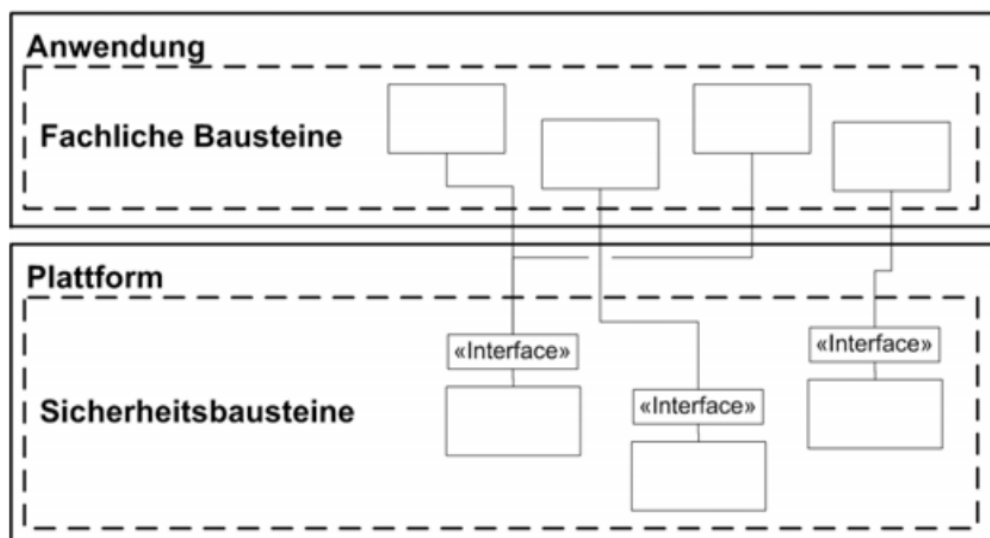 Anwendung
Fachliche Bausteine
Plattform
«Interface»
«Interface»
Sicherheitsbausteine
«Interface»